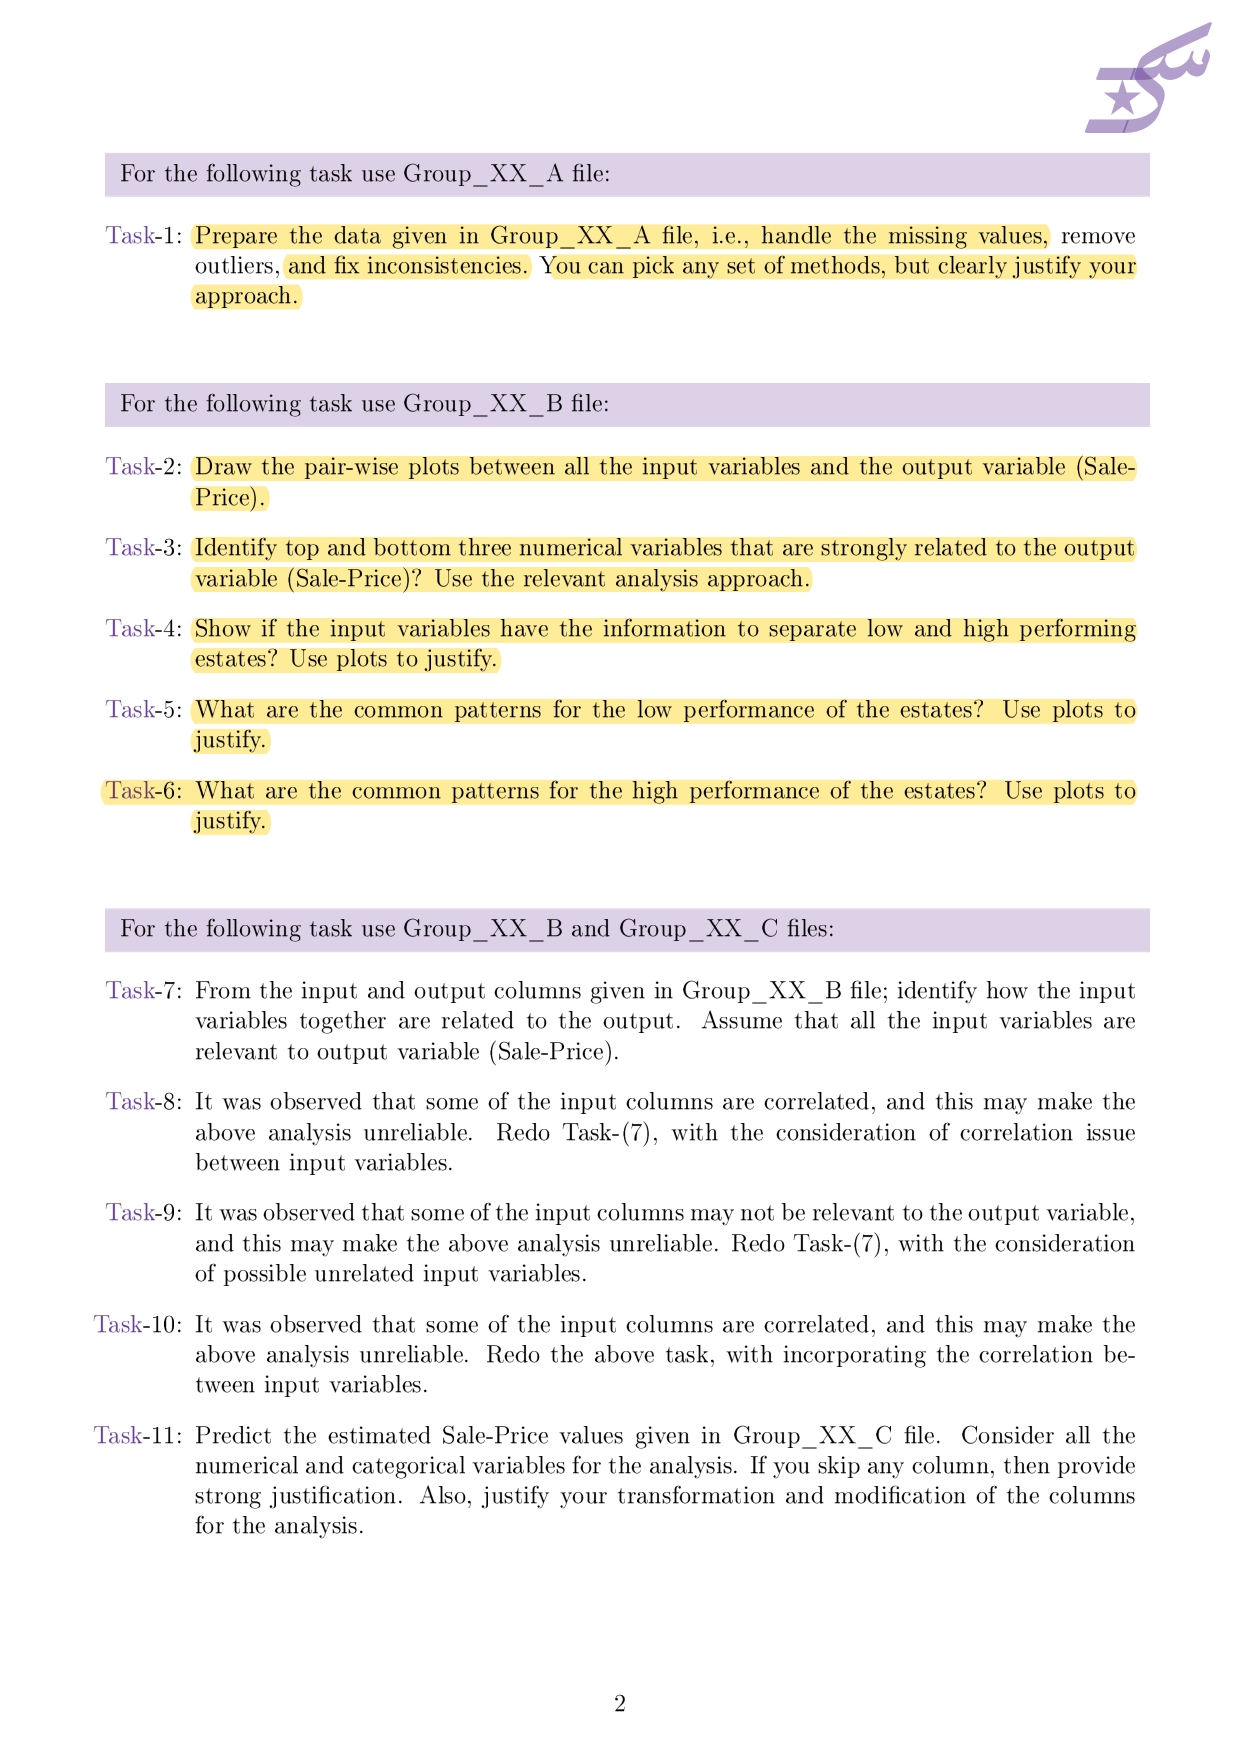 For the following task use Group_XX_A file:
Task-1: Prepare the data given in Group_XX_A file, i.e., handle the missing values, remove
outliers, and fix inconsistencies. You can pick any set of methods, but clearly justify your
approach.
For the following task use Group_XX_B file:
Task-2: Draw the pair-wise plots between all the input variables and the output variable (Sale-
Price).
Task-3: Identify top and bottom three numerical variables that are strongly related to the output
variable (Sale-Price)? Use the relevant analysis approach.
Task-4: Show if the input variables have the information to separate low and high performing
estates? Use plots to justify.
Task-5: What are the common patterns for the low performance of the estates? Use plots to
justify.
Task-6: What are the common patterns for the high performance of the estates? Use plots to
justify.
For the following task use Group_XX_B and Group_XX_C files:
Task-7: From the input and output columns given in Group_XX_B file; identify how the input
variables together are related to the output. Assume that all the input variables are
relevant to output variable (Sale-Price).
Task-8: It was observed that some of the input columns are correlated, and this may make the
above analysis unreliable. Redo Task-(7), with the consideration of correlation issue
between input variables.
Task-9: It was observed that some of the input columns may not be relevant to the output variable,
and this may make the above analysis unreliable. Redo Task-(7), with the consideration
of possible unrelated input variables.
Task-10: It was observed that some of the input columns are correlated, and this may make the
above analysis unreliable. Redo the above task, with incorporating the correlation be-
tween input variables.
Task-11: Predict the estimated Sale-Price values given in Group_XX_C file. Consider all the
numerical and categorical variables for the analysis. If you skip any column, then provide
strong justification. Also, justify your transformation and modification of the columns
for the analysis.
2